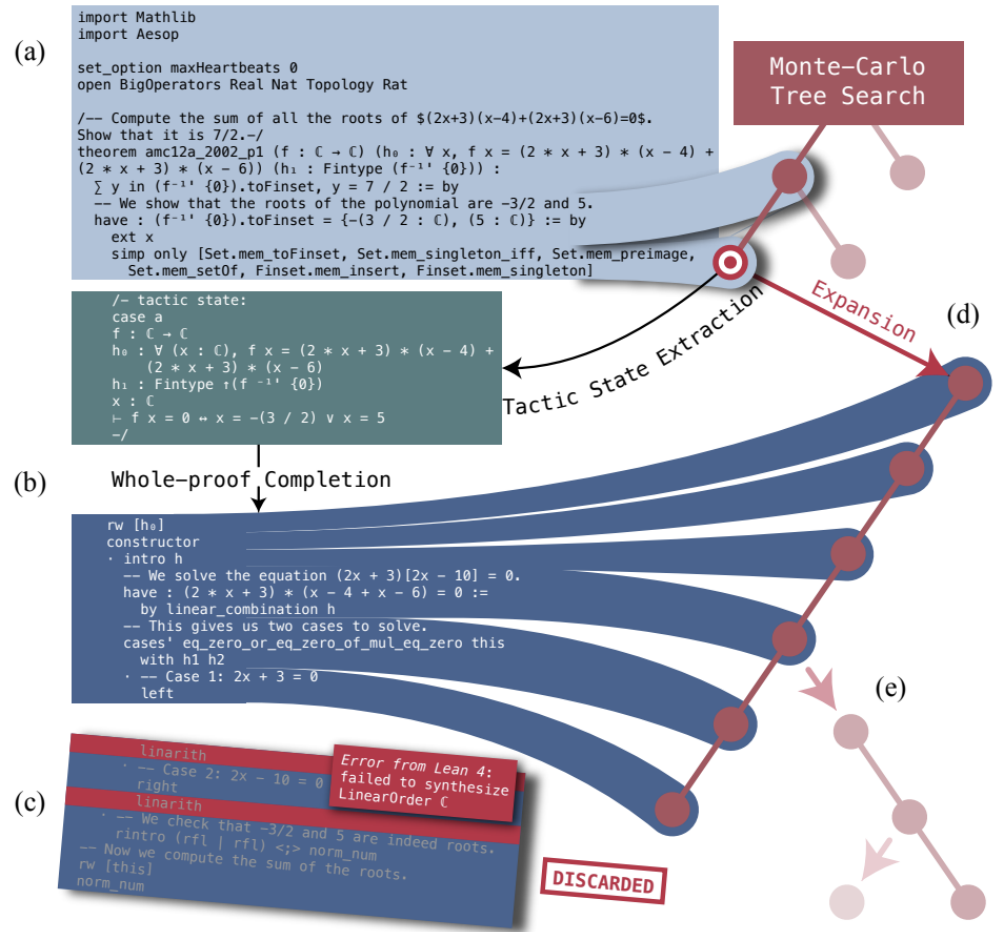 (a)
import Mathlib
import Aesop
set_option maxHeartbeats 0
open BigOperators Real Nat Topology Rat
/-- Compute the sum of all the roots of $(2x+3)(x-4)+(2x+3)(x-6)=0$.
Show that it is 7/2.-/
theorem amc12a_2002_p1 (f : ℂ → ℂ) (h₀ : ∀ x, f x = (2 * x + 3) * (x - 4) +
(2 * x + 3) * (x - 6)) (h₁ : Fintype (f⁻¹' {0})) :
∑ y in (f⁻¹' {0}).toFinset, y = 7 / 2 := by
-- We show that the roots of the polynomial are -3/2 and 5.
have : (f⁻¹' {0}).toFinset = {-(3 / 2 : ℂ), (5 : ℂ)} := by
ext x
simp only [Set.mem_toFinset, Set.mem_singleton_iff, Set.mem_preimage,
Set.mem_setOf, Finset.mem_insert, Finset.mem_singleton]
Monte-Carlo
Tree Search
/- tactic state:
case a
f : ℂ → ℂ
h₀ : ∀ (x : ℂ), f x = (2 * x + 3) * (x - 4) +
(2 * x + 3) * (x - 6)
h₁ : Fintype ↑(f ⁻¹' {0})
x : ℂ
⊢ f x = 0 ↔ x = -(3 / 2) ∨ x = 5
-/
Tactic State Extraction
Expansion
(d)
(b)
Whole-proof Completion
rw [h₀]
constructor
· intro h
-- We solve the equation (2x + 3)[2x - 10] = 0.
have : (2 * x + 3) * (x - 4 + x - 6) = 0 :=
by linear_combination h
-- This gives us two cases to solve.
cases' eq_zero_or_eq_zero_of_mul_eq_zero this
with h1 h2
· -- Case 1: 2x + 3 = 0
left
(e)
(c)
linarith
· -- Case 2: 2x - 10 = 0
right
linarith
· -- We check that -3/2 and 5 are indeed roots.
rintro (rfl | rfl) <;> norm_num
-- Now we compute the sum of the roots.
rw [this]
norm_num
Error from Lean 4:
failed to synthesize
LinearOrder ℂ
DISCARDED